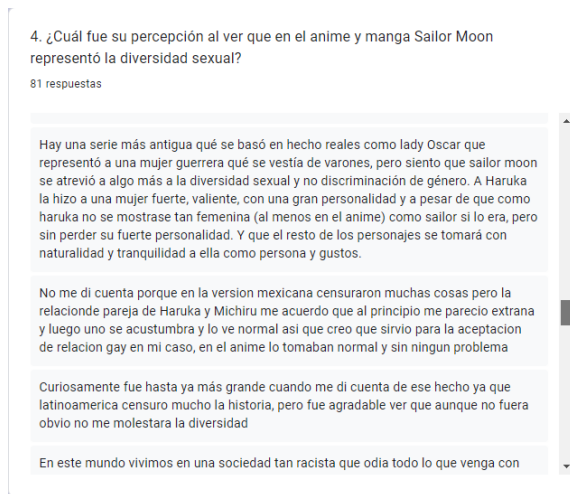 4. ¿Cuál fue su percepción al ver que en el anime y manga Sailor Moon
representó la diversidad sexual?
81 respuestas
Hay una serie más antigua qué se basó en hecho reales como lady Oscar que
representó a una mujer guerrera qué se vestía de varones, pero siento que sailor moon
se atrevió a algo más a la diversidad sexual y no discriminación de género. A Haruka
la hizo a una mujer fuerte, valiente, con una gran personalidad y a pesar de que como
haruka no se mostrase tan femenina (al menos en el anime) como sailor si lo era, pero
sin perder su fuerte personalidad. Y que el resto de los personajes se tomará con
naturalidad y tranquilidad a ella como persona y gustos.
No me di cuenta porque en la version mexicana censuraron muchas cosas pero la
relacionde pareja de Haruka y Michiru me acuerdo que al principio me parecio extrana
y luego uno se acustumbra y lo ve normal asi que creo que sirvio para la aceptacion
de relacion gay en mi caso, en el anime lo tomaban normal y sin ningun problema
Curiosamente fue hasta ya más grande cuando me di cuenta de ese hecho ya que
latinoamerica censuro mucho la historia, pero fue agradable ver que aunque no fuera
obvio no me molestara la diversidad
En este mundo vivimos en una sociedad tan racista que odia todo lo que venga con